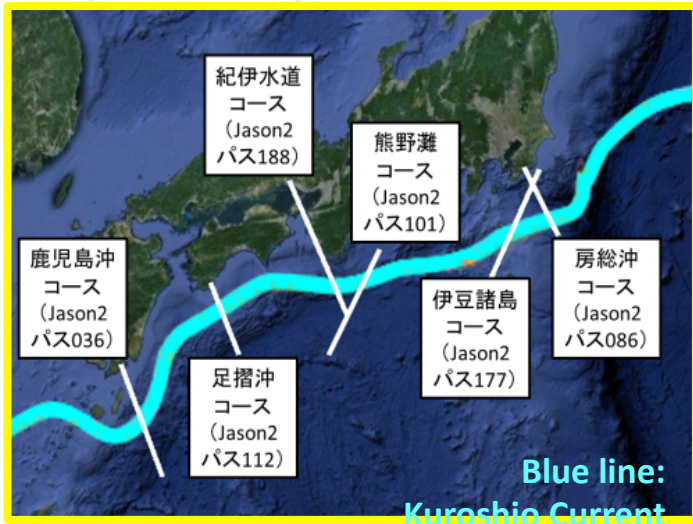 紀伊水道
コース
（Jason2
パス188）
熊野灘
コース
（Jason2
パス101）
鹿児島沖
コース
（Jason2
パス036）
足摺沖
コース
（Jason2
パス112）
伊豆諸島
コース
（Jason2
パス177）
房総沖
コース
（Jason2
パス086）
Blue line:
Kuroshio Current